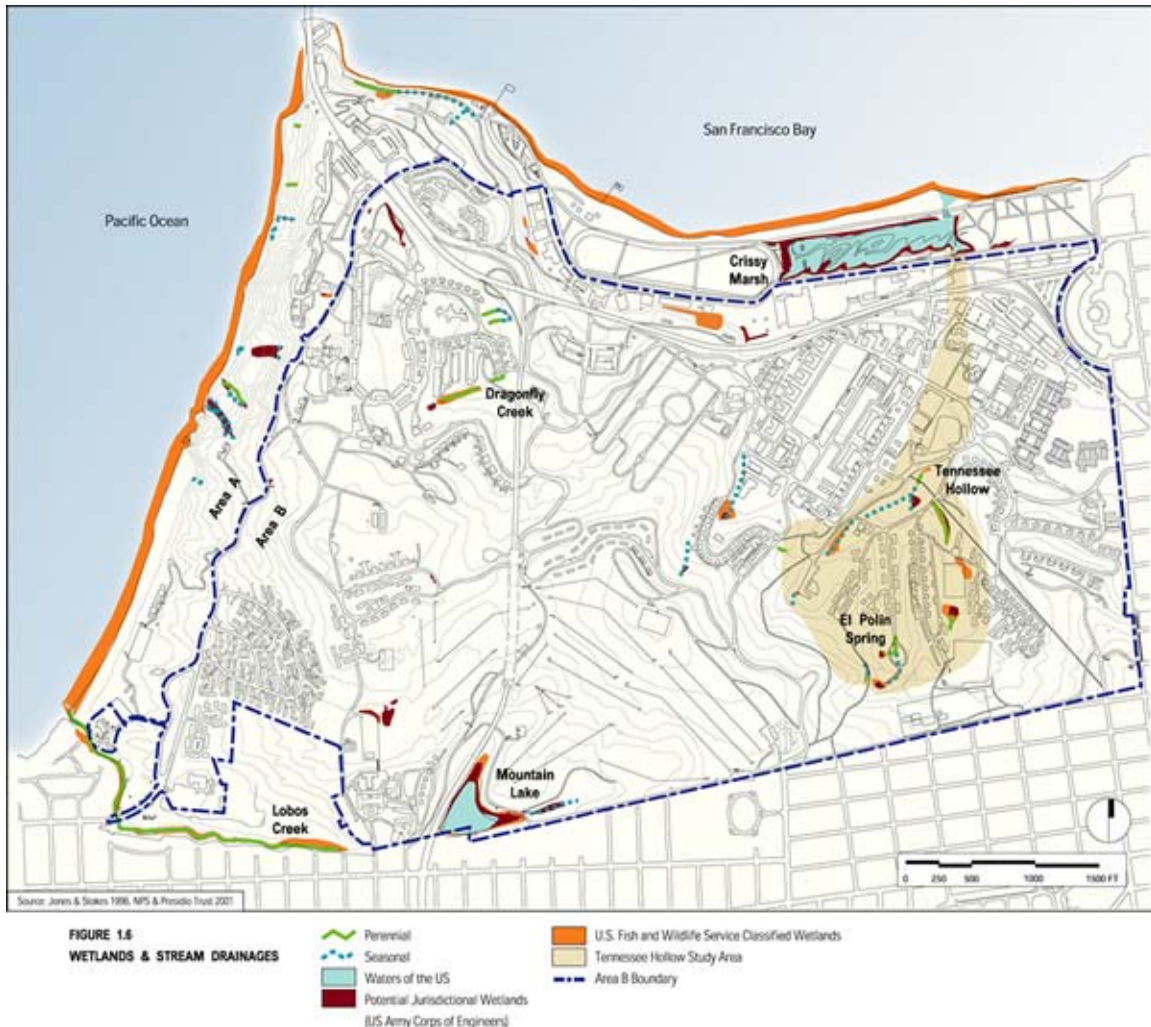 San Francisco Bay
Pacific Ocean
Crissy
Marsh
Dragonfly
Creek
Tennessee
Hollow
Area A
Area B
El Polin
Spring
Mountain
Lake
Lobos
Creek
0 250 500 1000 1500 FT
Source: Jones & Stokes 1996, NPS & Presidio Trust 2001
FIGURE 1.6
WETLANDS & STREAM DRAINAGES
Perennial
Seasonal
Waters of the US
Potential Jurisdictional Wetlands
(US Army Corps of Engineers)
U.S. Fish and Wildlife Service Classified Wetlands
Tennessee Hollow Study Area
Area B Boundary